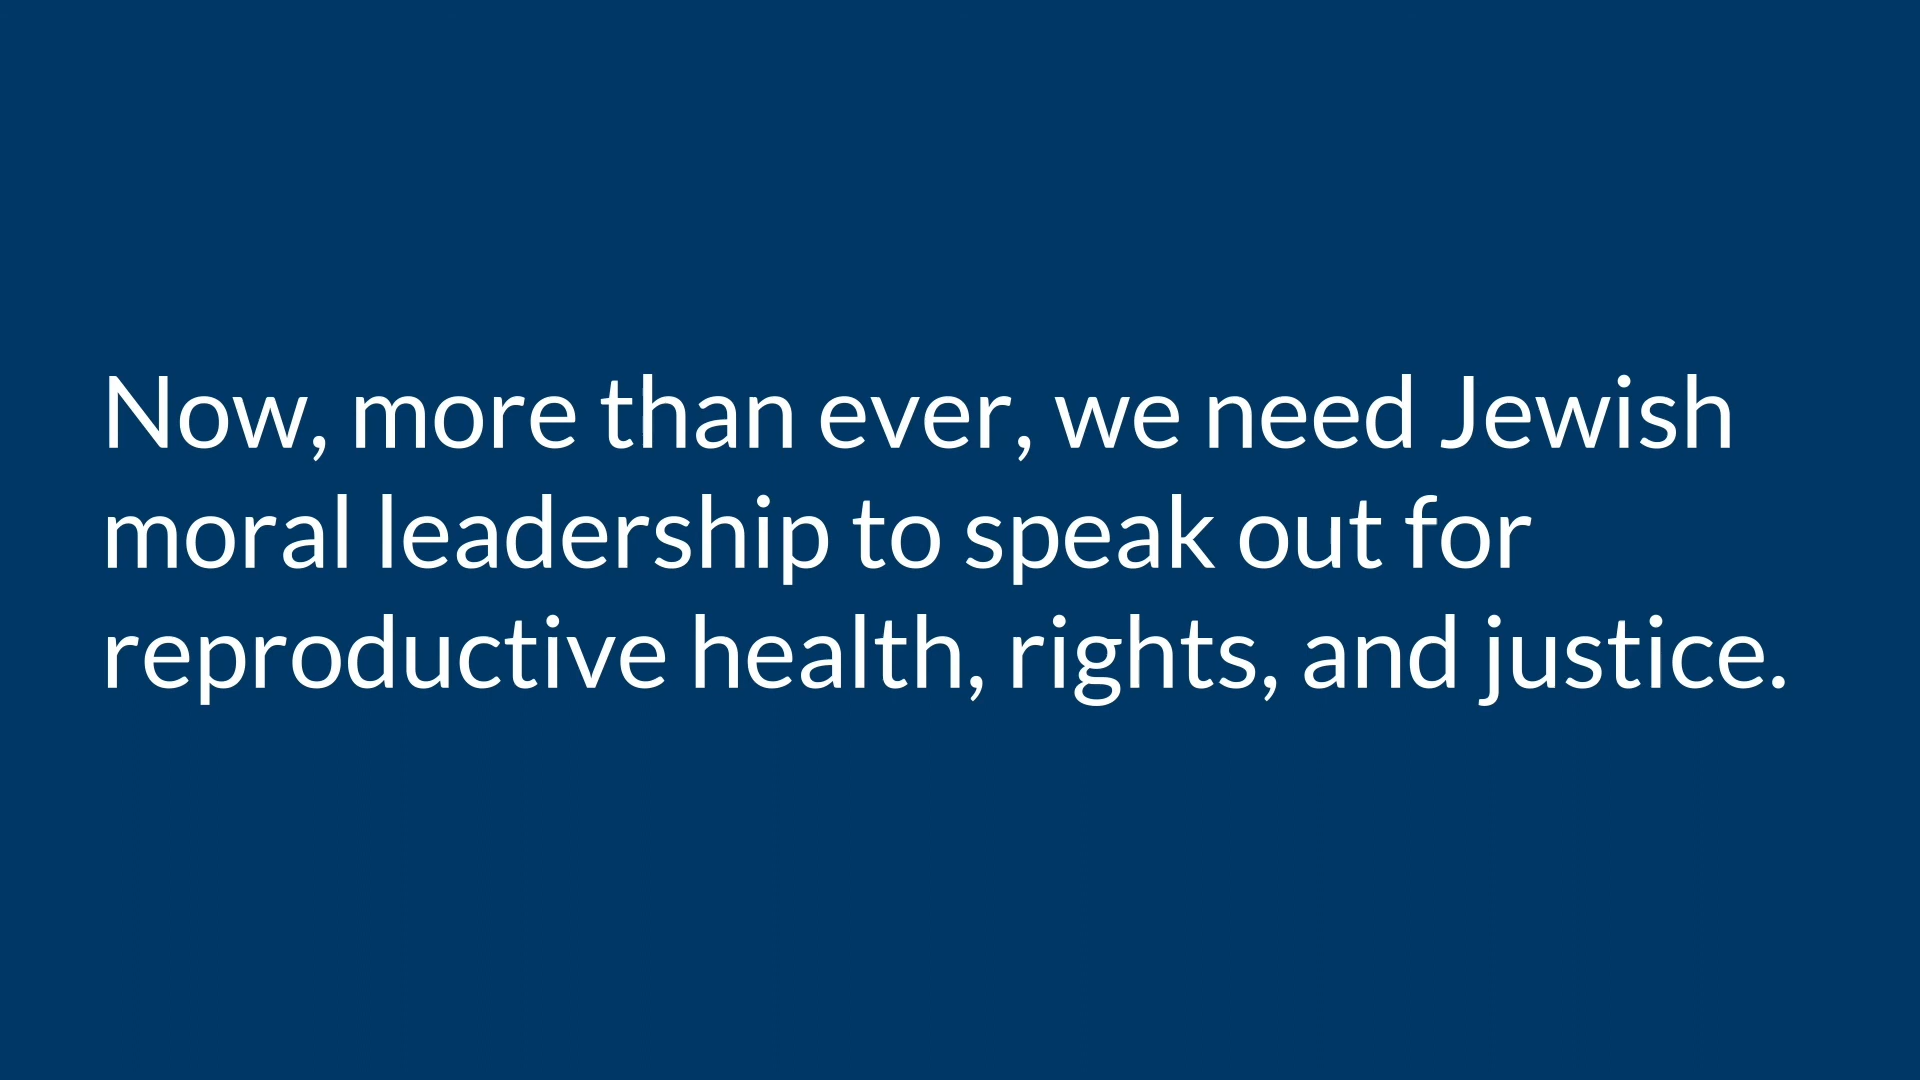 Now, more than ever, we need Jewish
moral leadership to speak out for
reproductive health, rights, and justice.